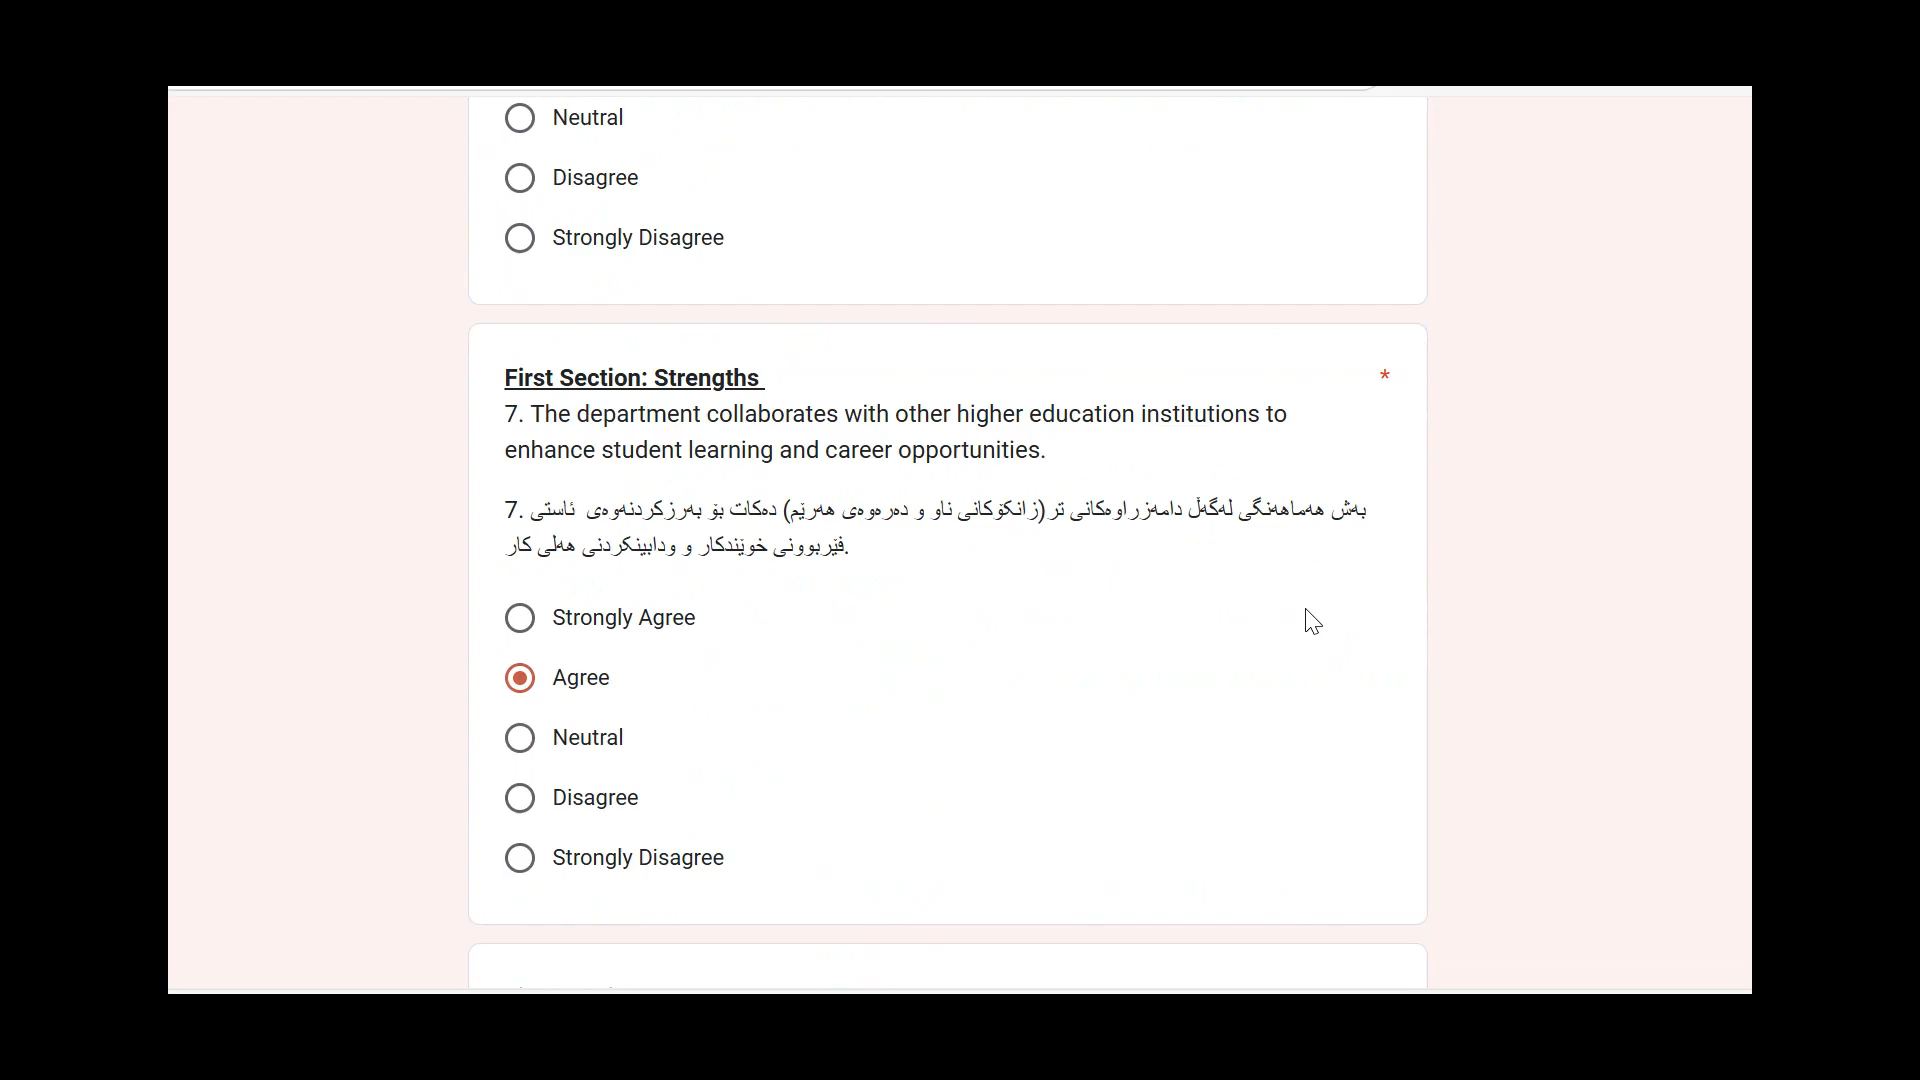 Neutral
Disagree
Strongly Disagree
First Section: Strengths *
7. The department collaborates with other higher education institutions to
enhance student learning and career opportunities.
7. بەش هەماهەنگی لەگەڵ دامەزراوەکانی تر(زانکۆکانی ناو و دەرەوەی هەرێم) دەکات بۆ بەرزکردنەوەی ئاستی
فێربوونی خوێندکار و ودابینکردنی هەلی کار.
Strongly Agree
Agree
Neutral
Disagree
Strongly Disagree